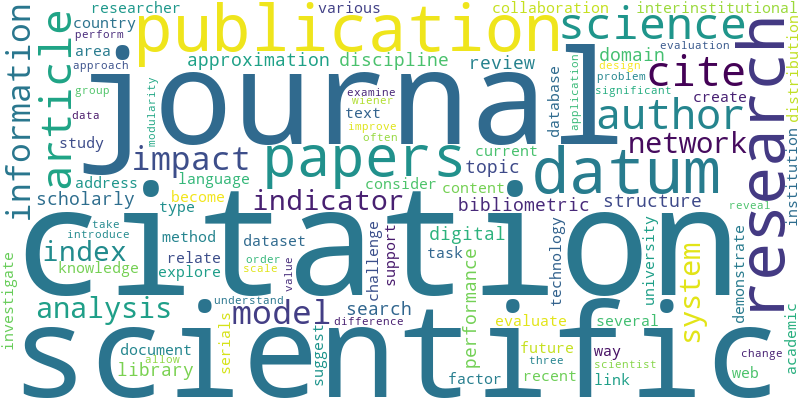 researcher
various
collaboration
interinstitutional
country
perform
publication
science
area
approach
approximation
discipline
review
domain
evaluation
design
problem
significant
cite
research
distribution
information
article
group
data
modularity
journal
examine
wiener
text
improve
often
database
application
create
author
network
study
impact
papers
current
topic
datum
address
language
consider
content
scholarly
type
become
indicator
bibliometric
structure
institution
reveal
take
introduce
citation
index
method
dataset
digital
task
knowledge
relate
explore
order
scale
value
challenge
support
technology
university
system
demonstrate
investigate
analysis
model
understand
search
difference
performance
evaluate
several
serials
suggest
scientific
document
allow
library
factor
future
three
recent
way
scientist
link
change
web
academic